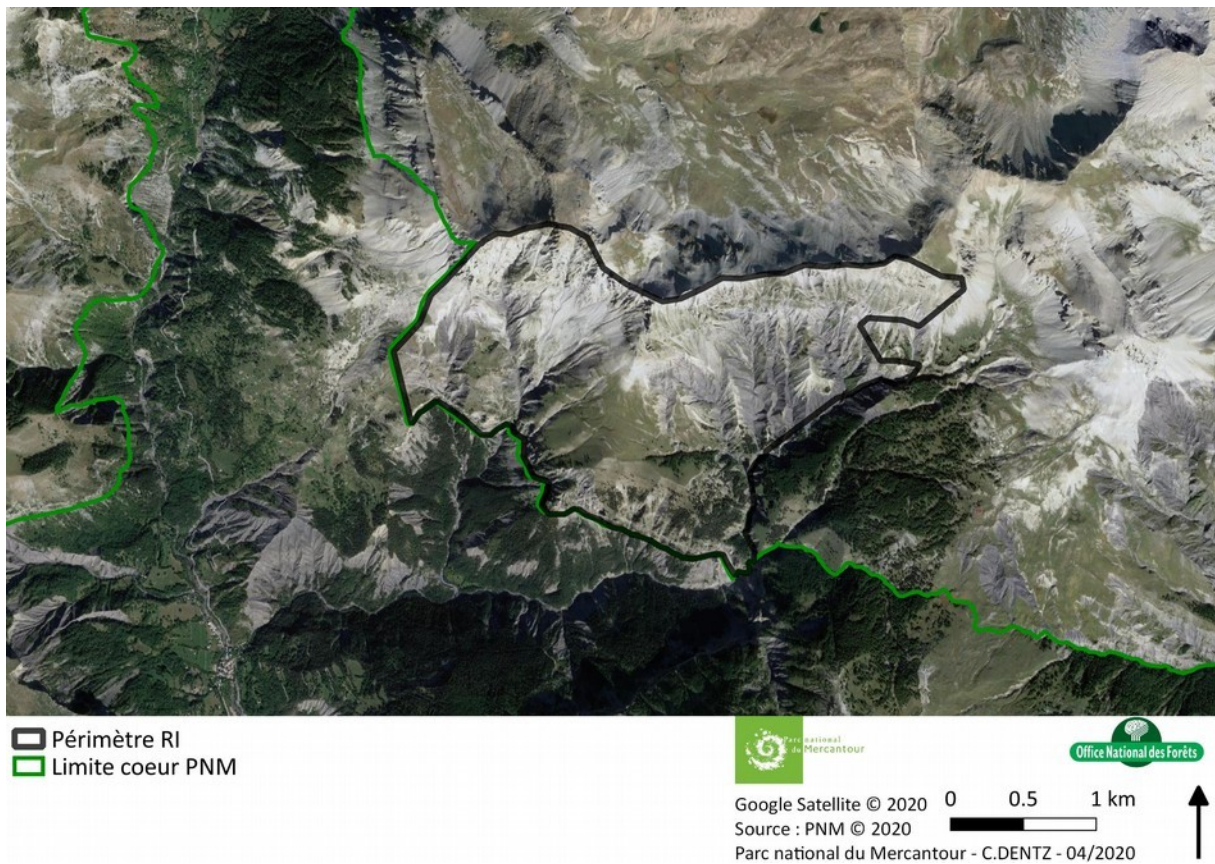 Périmètre RI
Limite coeur PNM
Parc national
du Mercantour
Office National des Forêts
Google Satellite © 2020
0 0.5 1 km
Source : PNM © 2020
Parc national du Mercantour - C.DENTZ - 04/2020